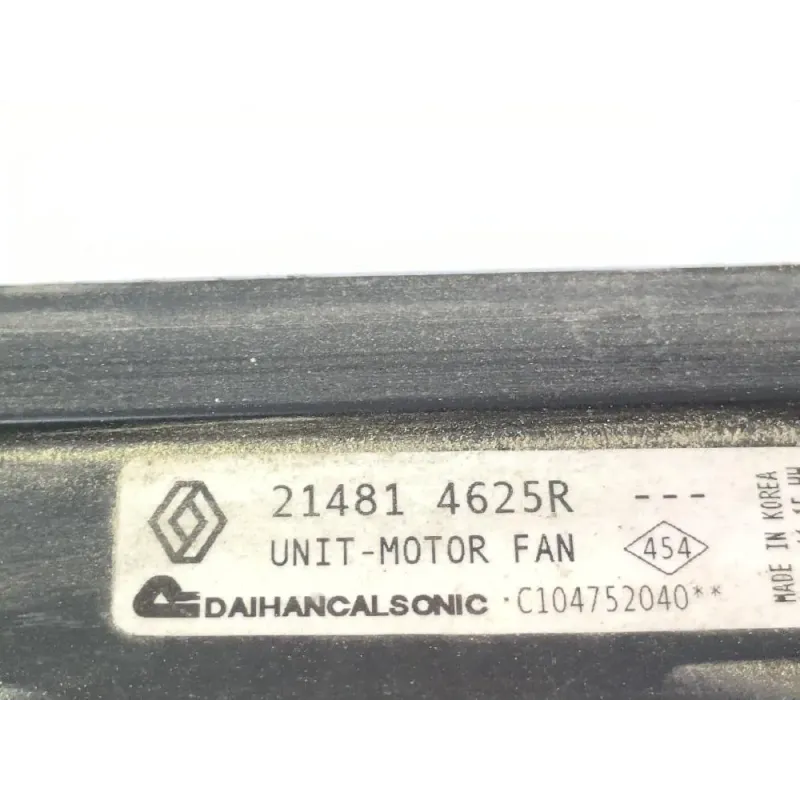 21481 4625R ---
UNIT-MOTOR FAN 454
DAIHANCALSONIC ·C104752040**
MADE IN KOREA